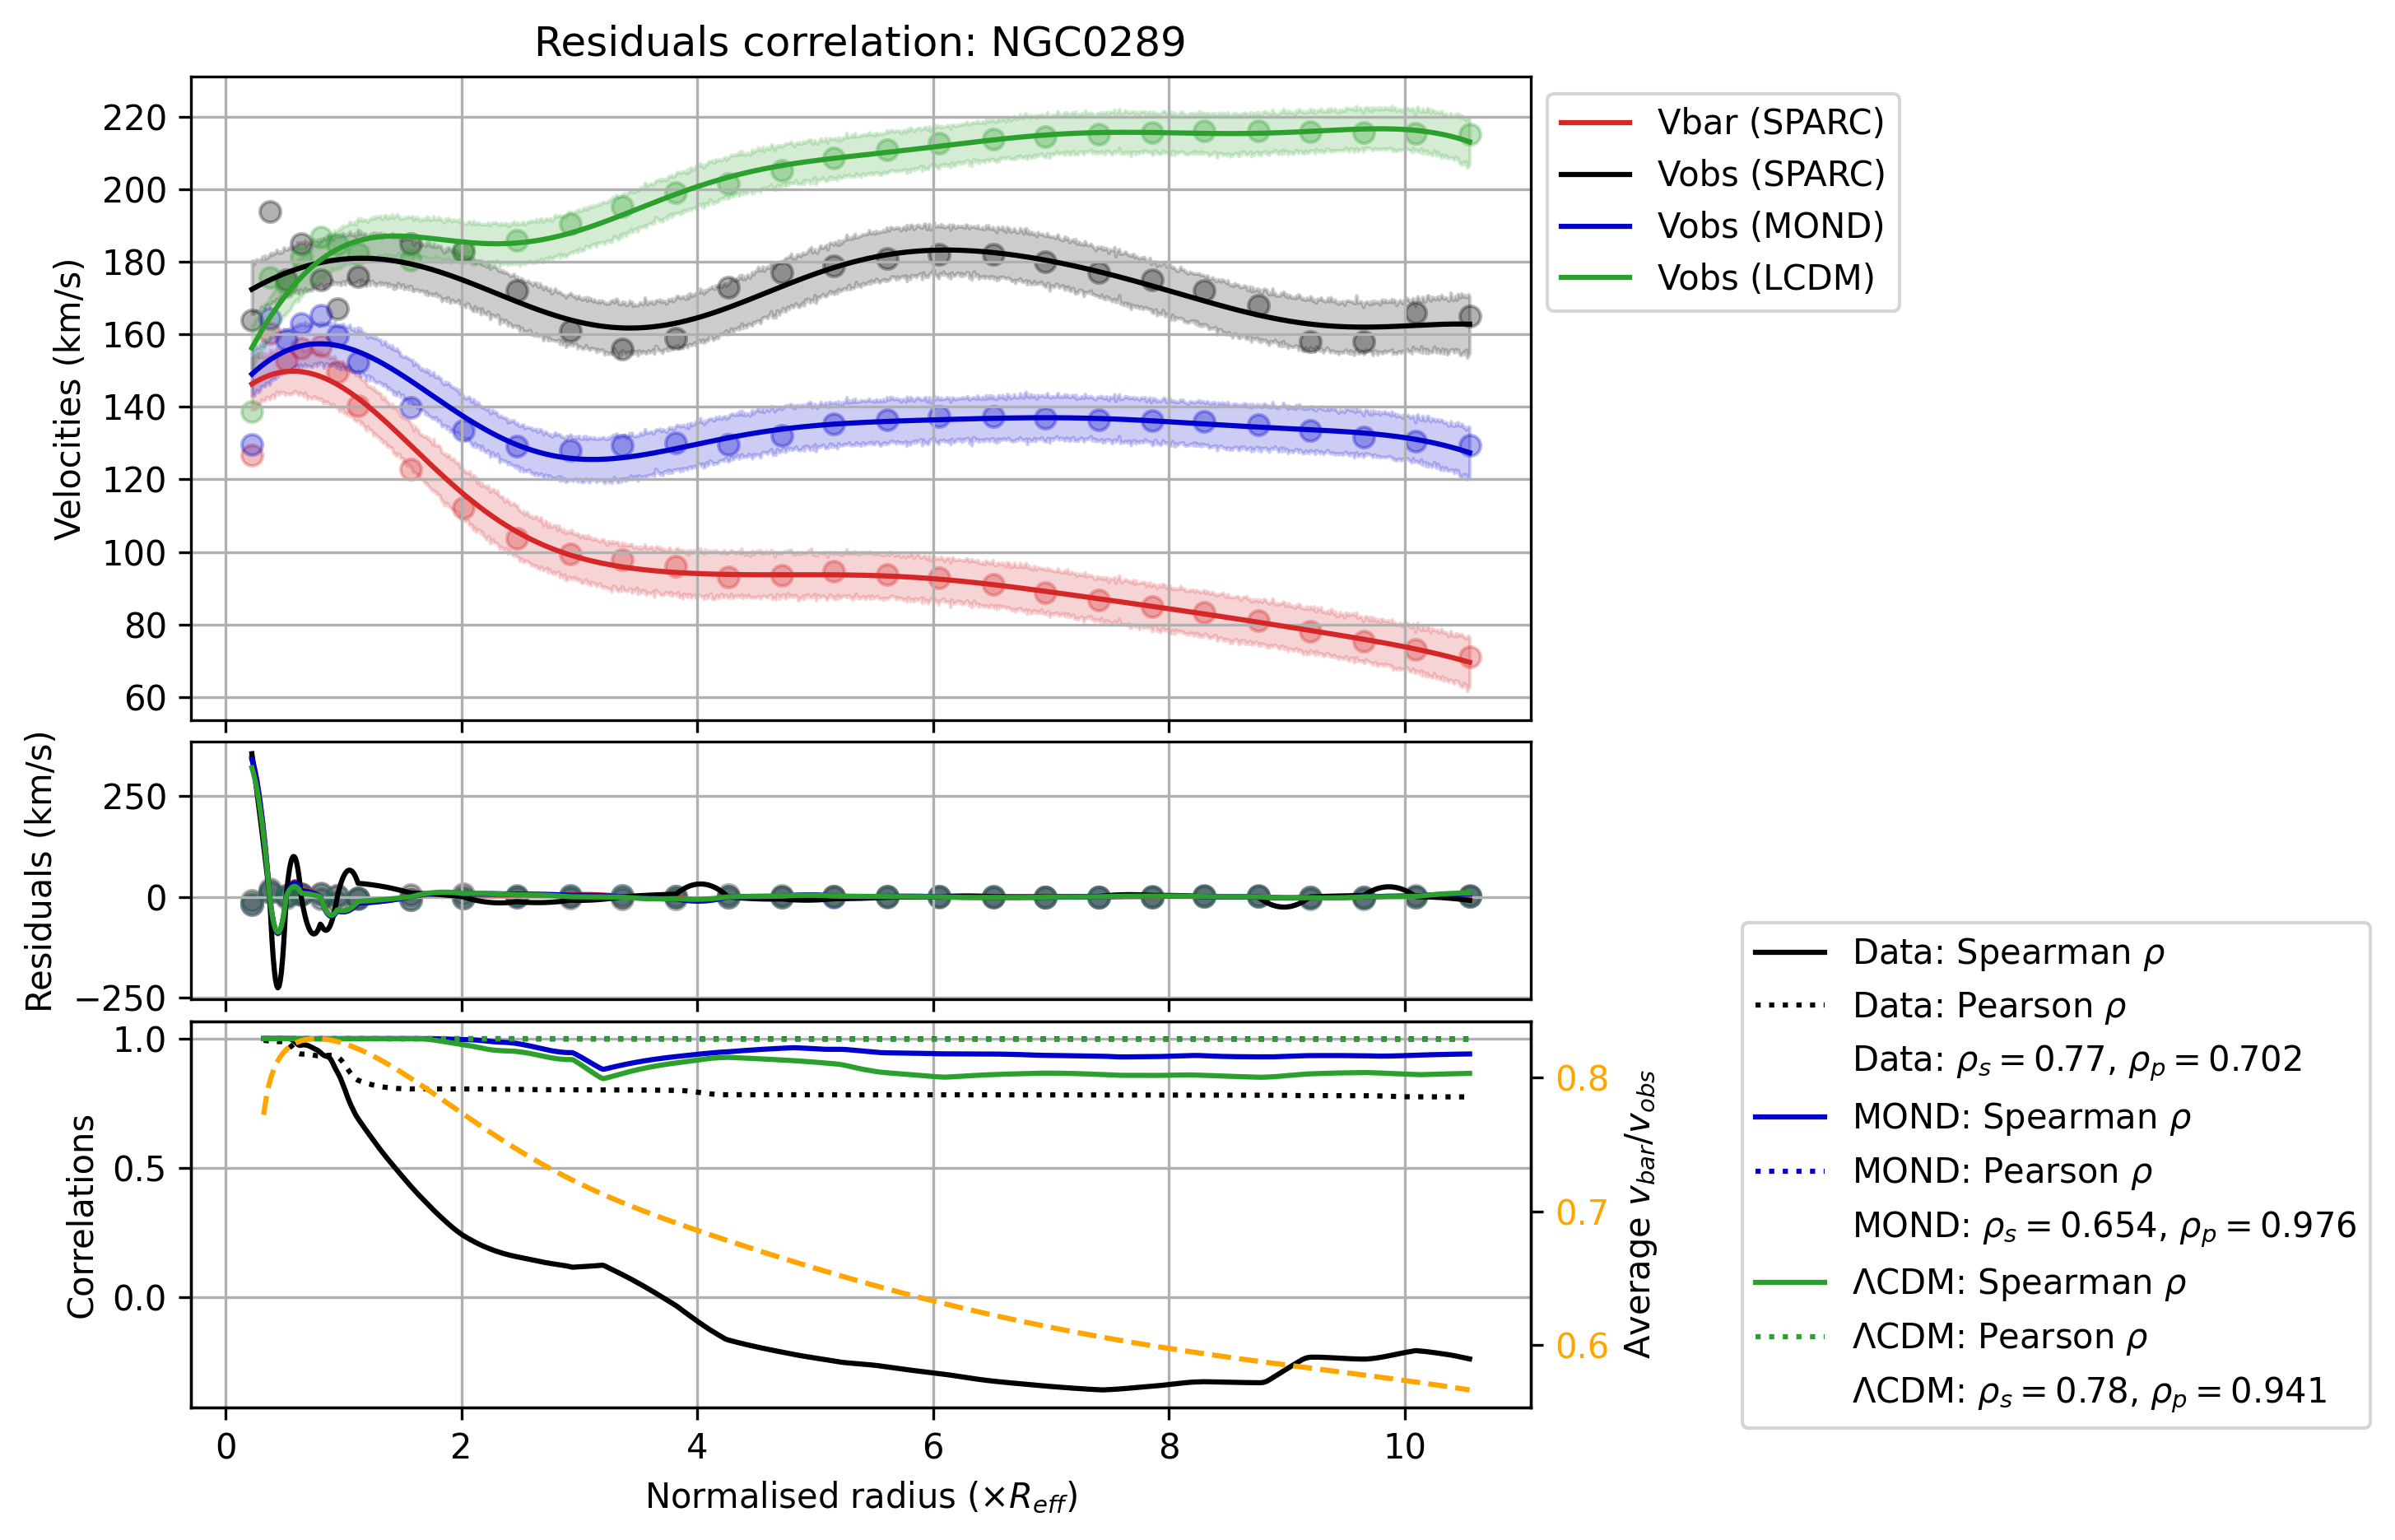 Residuals correlation: NGC0289
Velocities (km/s)
220
200
180
160
140
120
100
80
60
Vbar (SPARC)
Vobs (SPARC)
Vobs (MOND)
Vobs (LCDM)
Residuals (km/s)
250
0
−250
Correlations
1.0
0.5
0.0
0.8
0.7
0.6
Average v_bar/v_obs
0 2 4 6 8 10
Normalised radius (×R_eff)
Data: Spearman ρ
Data: Pearson ρ
Data: ρ_s = 0.77, ρ_p = 0.702
MOND: Spearman ρ
MOND: Pearson ρ
MOND: ρ_s = 0.654, ρ_p = 0.976
ΛCDM: Spearman ρ
ΛCDM: Pearson ρ
ΛCDM: ρ_s = 0.78, ρ_p = 0.941